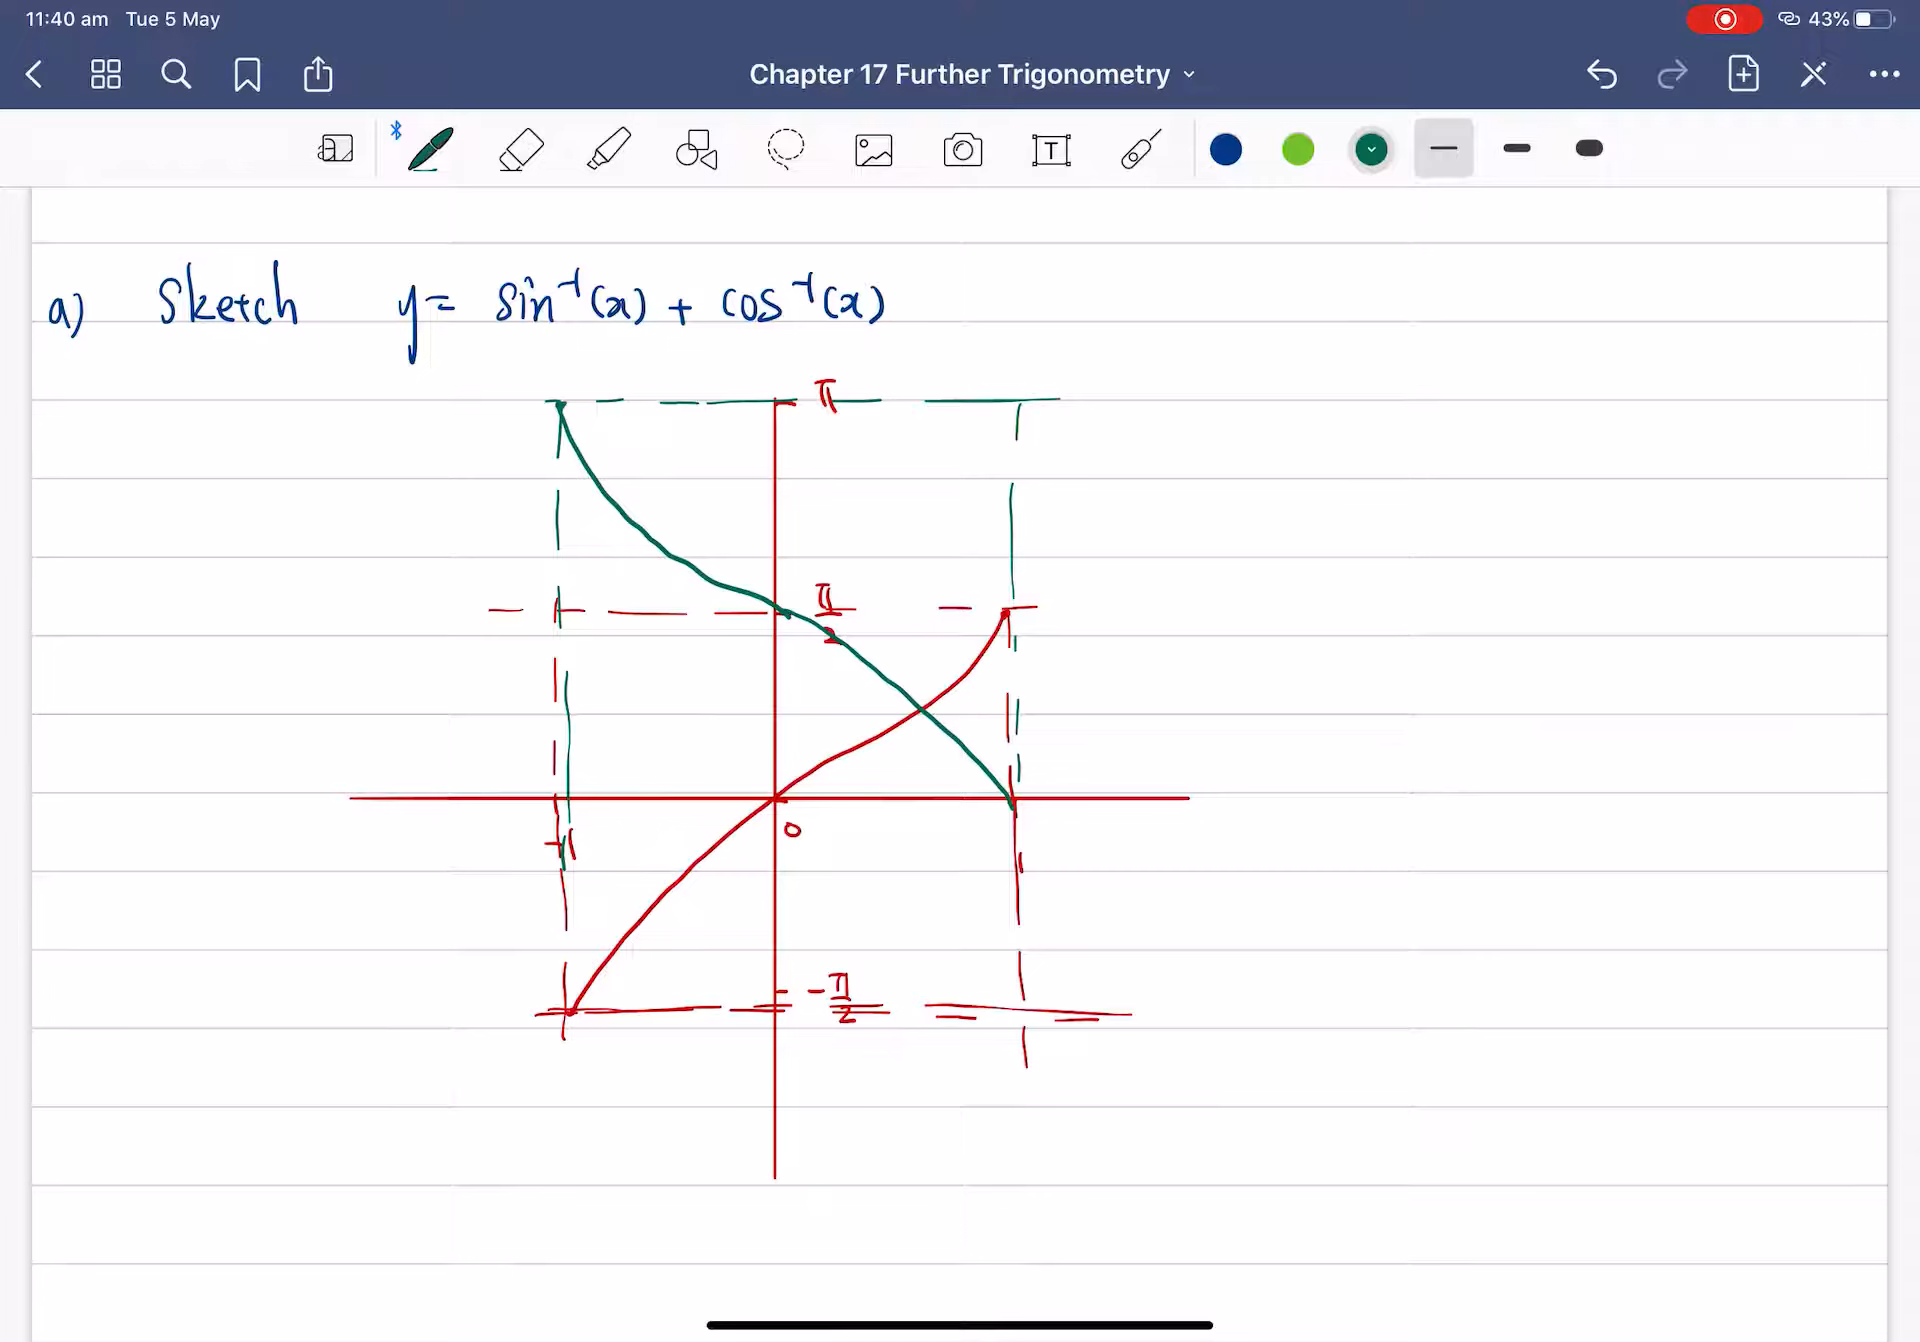 11:40 am Tue 5 May 43%
Chapter 17 Further Trigonometry
a T
a) Sketch y = sin⁻¹(x) + cos⁻¹(x)
π
π/2
0
-1 1
-π/2